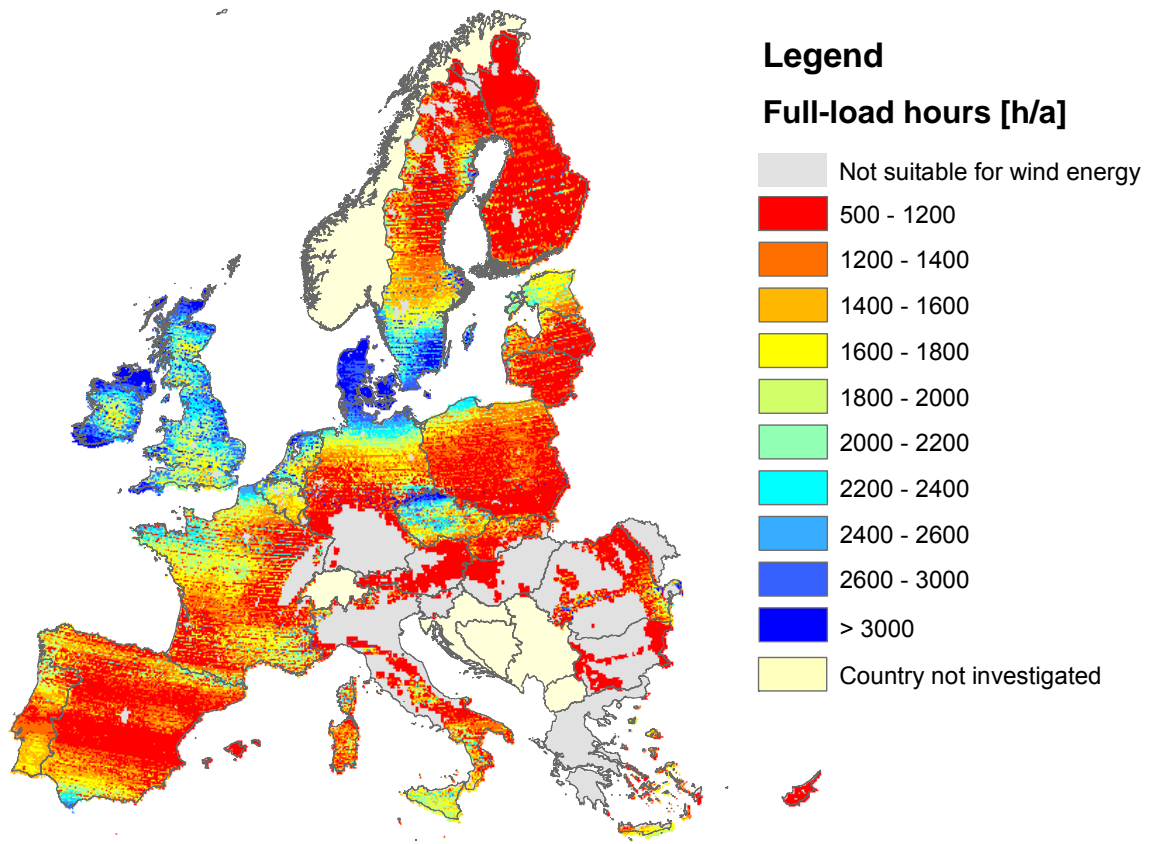 Legend
Full-load hours [h/a]
Not suitable for wind energy
500 - 1200
1200 - 1400
1400 - 1600
1600 - 1800
1800 - 2000
2000 - 2200
2200 - 2400
2400 - 2600
2600 - 3000
> 3000
Country not investigated